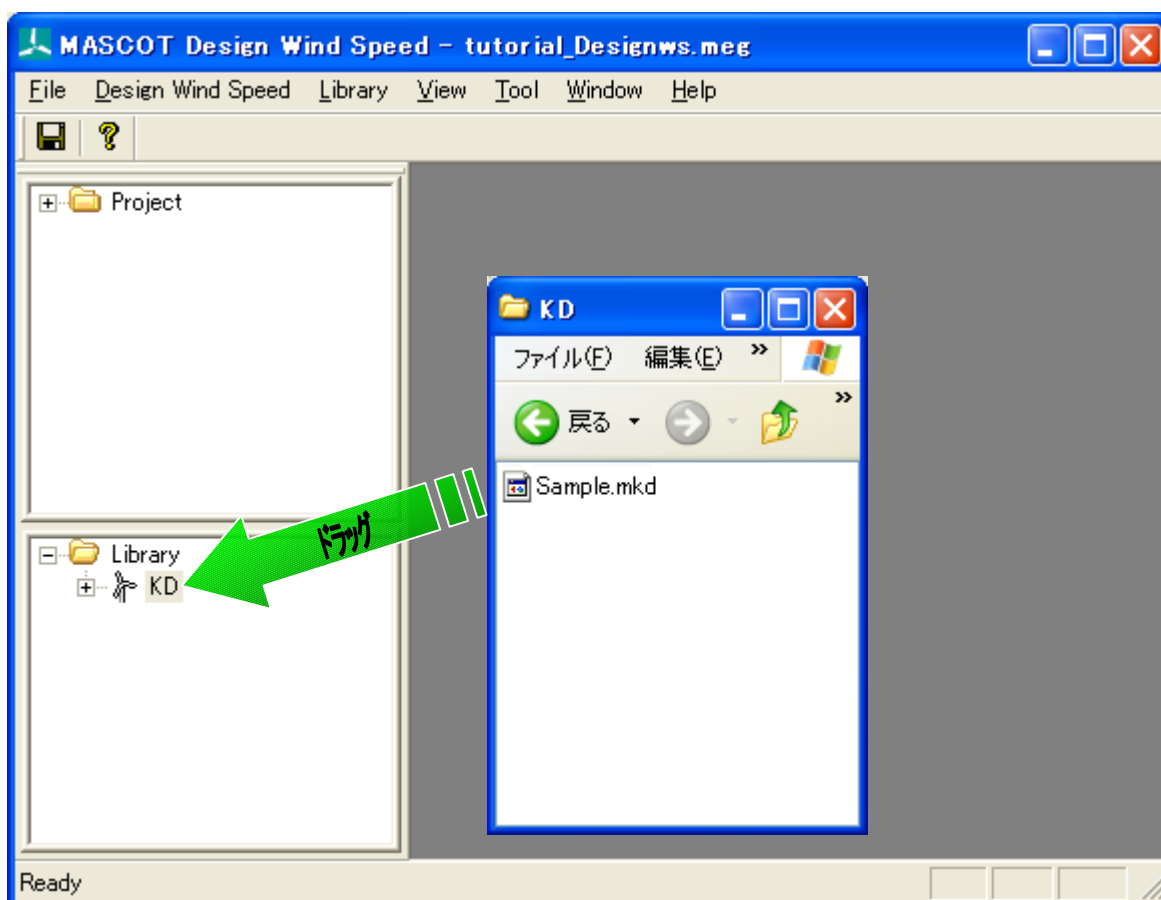 MASCOT Design Wind Speed - tutorial_Designws.meg
File Design Wind Speed Library View Tool Window Help
Project
KD
ファイル(F) 編集(E) »
戻る »
Sample.mkd
ドラッグ
Library
KD
Ready